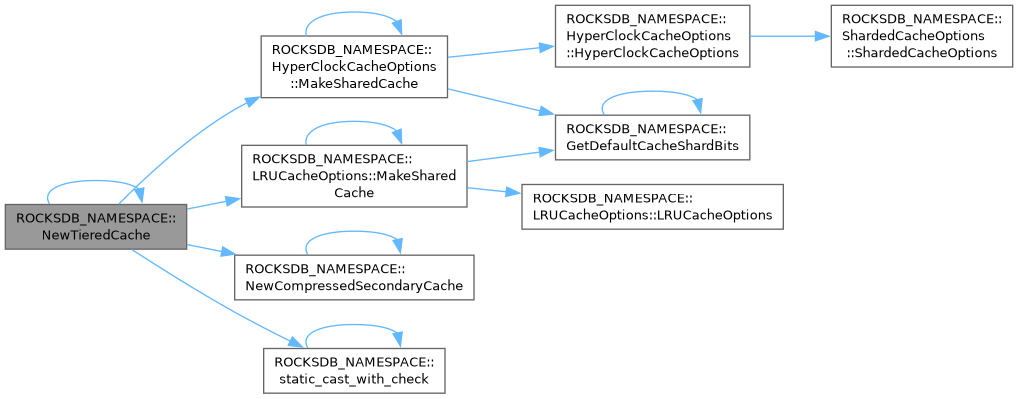 ROCKSDB_NAMESPACE::
NewTieredCache
ROCKSDB_NAMESPACE::
HyperClockCacheOptions
::MakeSharedCache
ROCKSDB_NAMESPACE::
HyperClockCacheOptions
::HyperClockCacheOptions
ROCKSDB_NAMESPACE::
ShardedCacheOptions
::ShardedCacheOptions
ROCKSDB_NAMESPACE::
GetDefaultCacheShardBits
ROCKSDB_NAMESPACE::
LRUCacheOptions::MakeShared
Cache
ROCKSDB_NAMESPACE::
LRUCacheOptions::LRUCacheOptions
ROCKSDB_NAMESPACE::
NewCompressedSecondaryCache
ROCKSDB_NAMESPACE::
static_cast_with_check